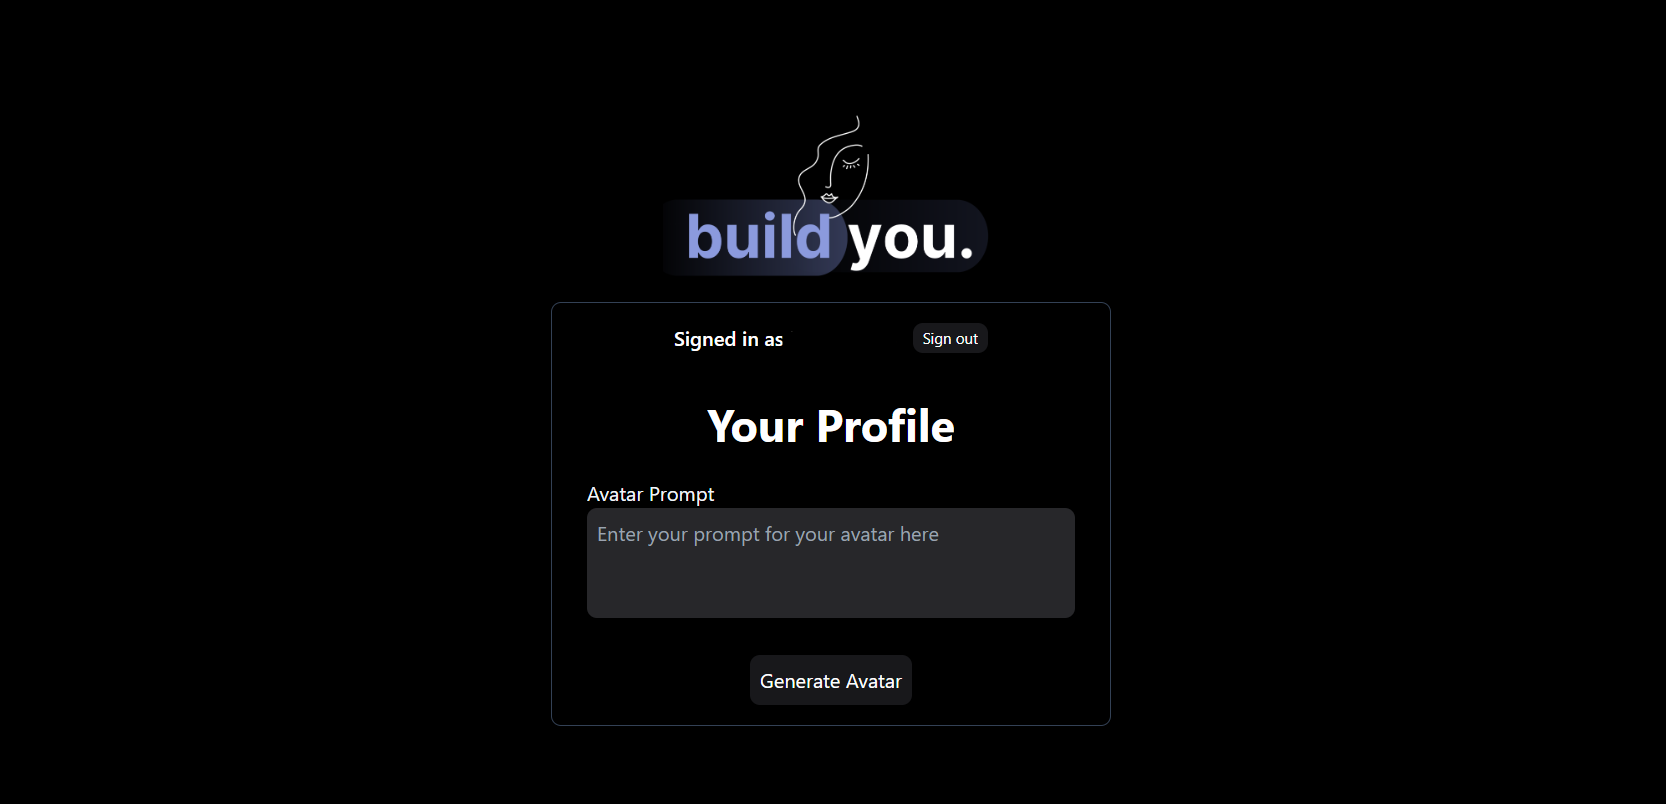 build you.
Signed in as
Sign out
Your Profile
Avatar Prompt
Enter your prompt for your avatar here
Generate Avatar